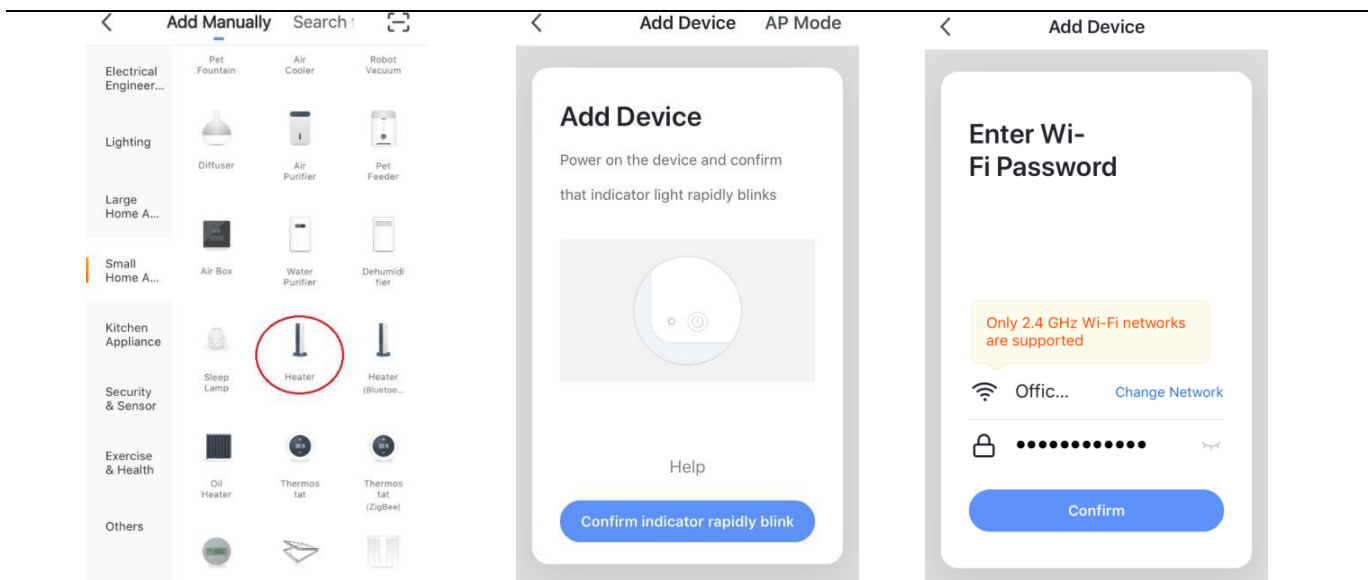 Add Manually Search
Electrical
Engineer...
Lighting
Large
Home A...
Small
Home A...
Kitchen
Appliance
Security
& Sensor
Exercise
& Health
Others
Pet
Fountain
Air
Cooler
Robot
Vacuum
Diffuser
Air
Purifier
Pet
Feeder
Air Box
Water
Purifier
Dehumidi
fier
Sleep
Lamp
Heater
Heater
(Bluetoo...
Oil
Heater
Thermos
tat
Thermos
tat
(ZigBee)
Add Device AP Mode
Add Device
Power on the device and confirm
that indicator light rapidly blinks
Help
Confirm indicator rapidly blink
Add Device
Enter Wi-
Fi Password
Only 2.4 GHz Wi-Fi networks
are supported
Offic... Change Network
●●●●●●●●●●●●
Confirm